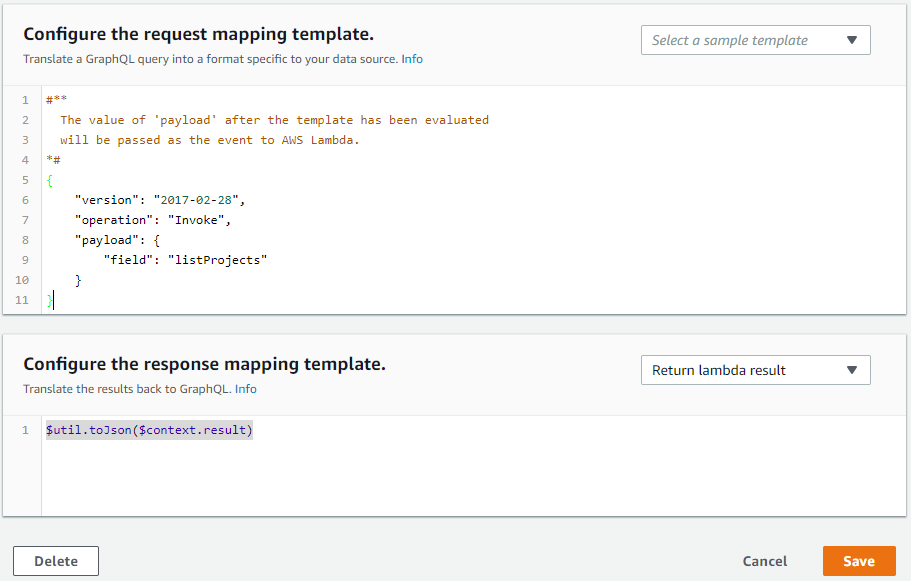 Configure the request mapping template.
Select a sample template
Translate a GraphQL query into a format specific to your data source. Info
1 #**
2   The value of 'payload' after the template has been evaluated
3   will be passed as the event to AWS Lambda.
4 *#
5 {
6     "version": "2017-02-28",
7     "operation": "Invoke",
8     "payload": {
9         "field": "listProjects"
10     }
11 }
Configure the response mapping template.
Return lambda result
Translate the results back to GraphQL. Info
1 $util.toJson($context.result)
Delete
Cancel
Save